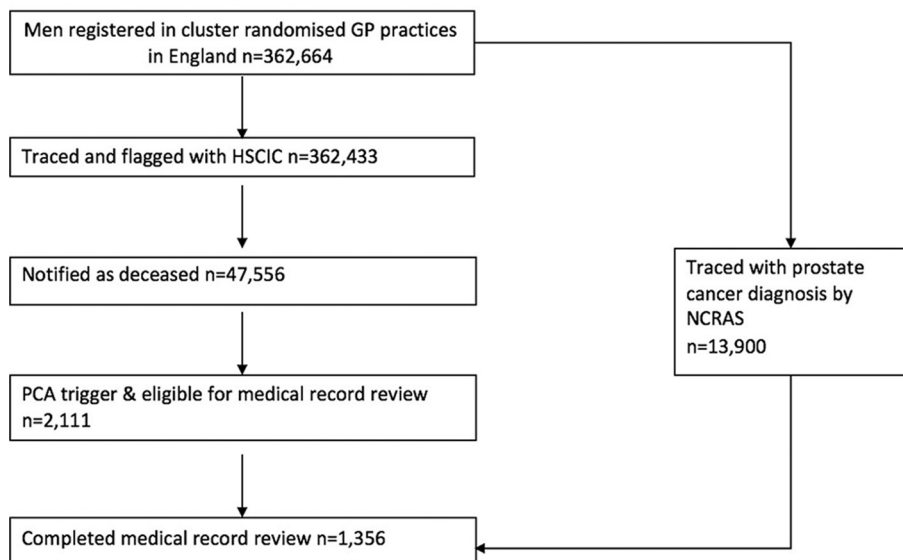 Men registered in cluster randomised GP practices
in England n=362,664
Traced and flagged with HSCIC n=362,433
Notified as deceased n=47,556
Traced with prostate
cancer diagnosis by
NCRAS
n=13,900
PCA trigger & eligible for medical record review
n=2,111
Completed medical record review n=1,356